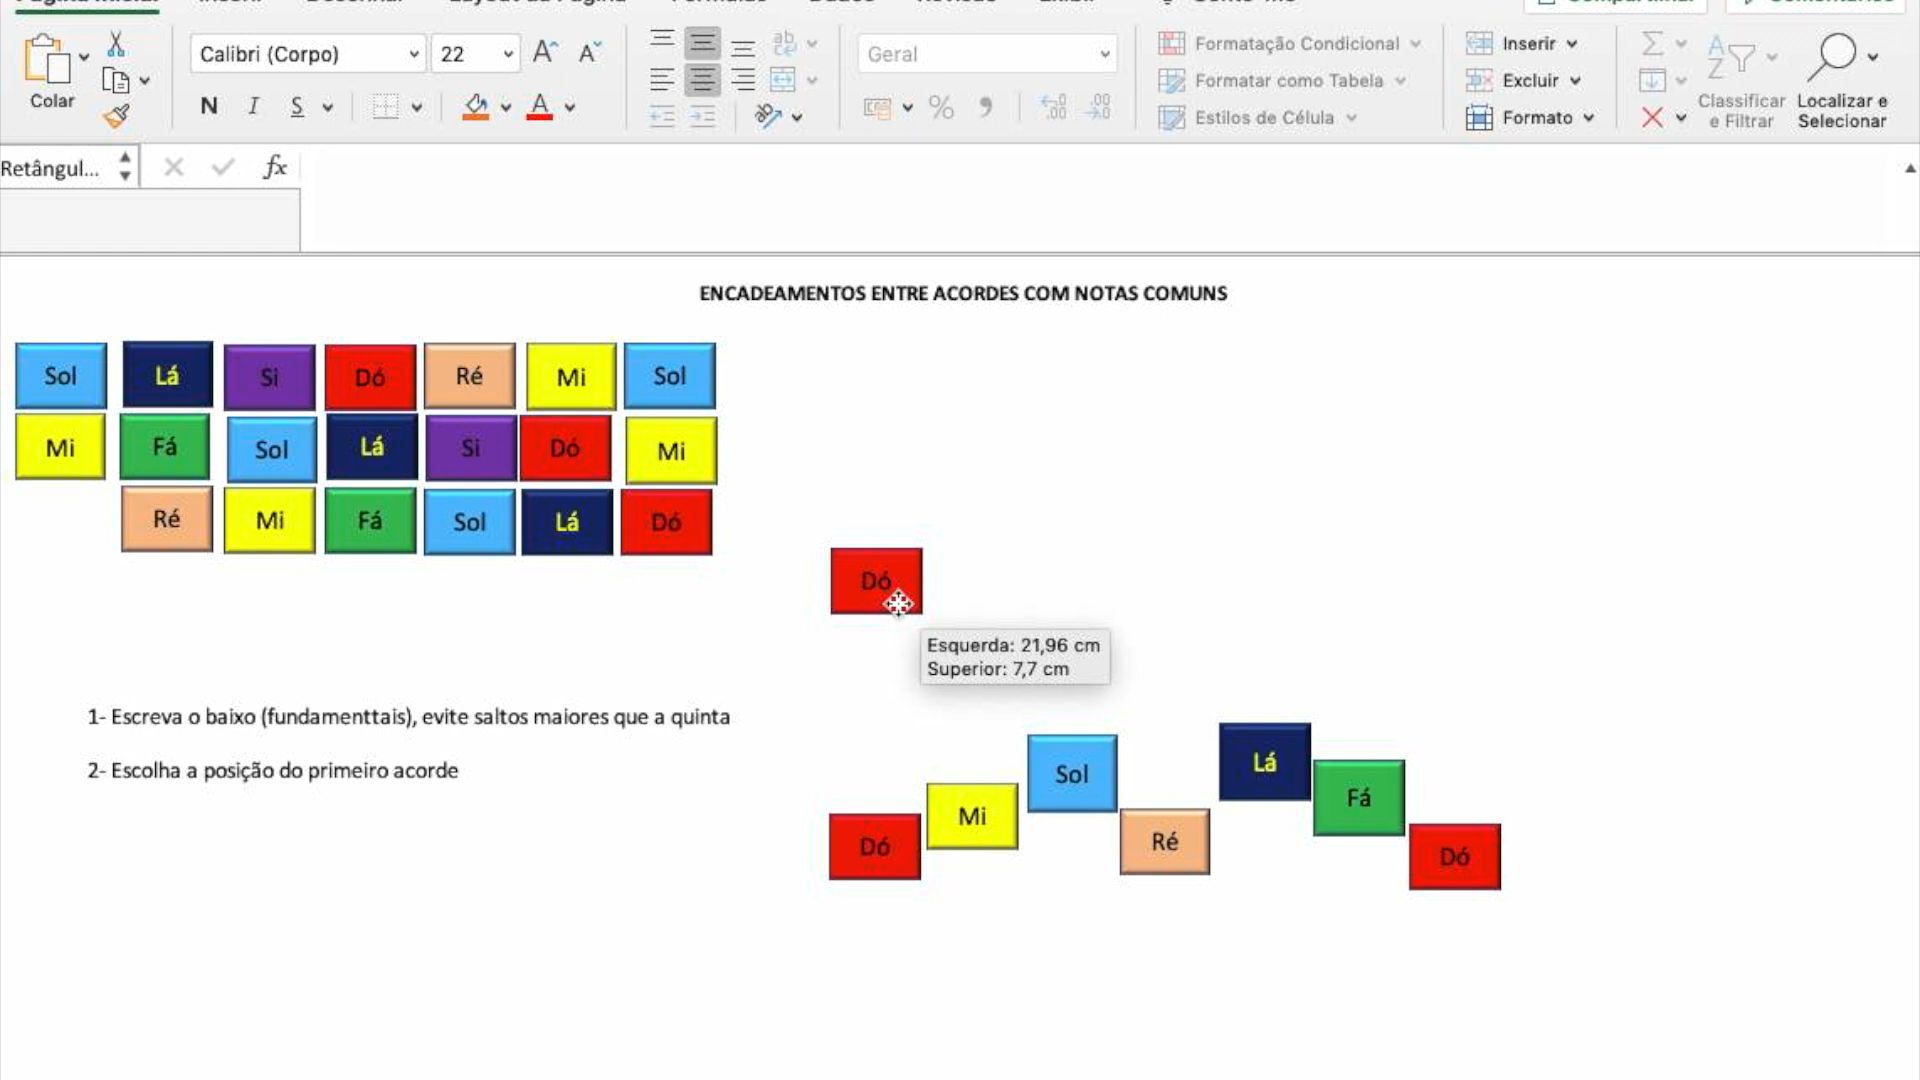 Calibri (Corpo) 22 Geral Formatação Condicional Inserir
Formatar como Tabela Excluir
Colar N I S Estilos de Célula Formato Classificar e Filtrar Localizar e Selecionar
Retângul... fx
ENCADEAMENTOS ENTRE ACORDES COM NOTAS COMUNS
Sol Lá Si Dó Ré Mi Sol
Mi Fá Sol Lá Si Dó Mi
Ré Mi Fá Sol Lá Dó
Dó
Esquerda: 21,96 cm
Superior: 7,7 cm
1- Escreva o baixo (fundamenttais), evite saltos maiores que a quinta
2- Escolha a posição do primeiro acorde
Dó Mi Sol Ré Lá Fá Dó